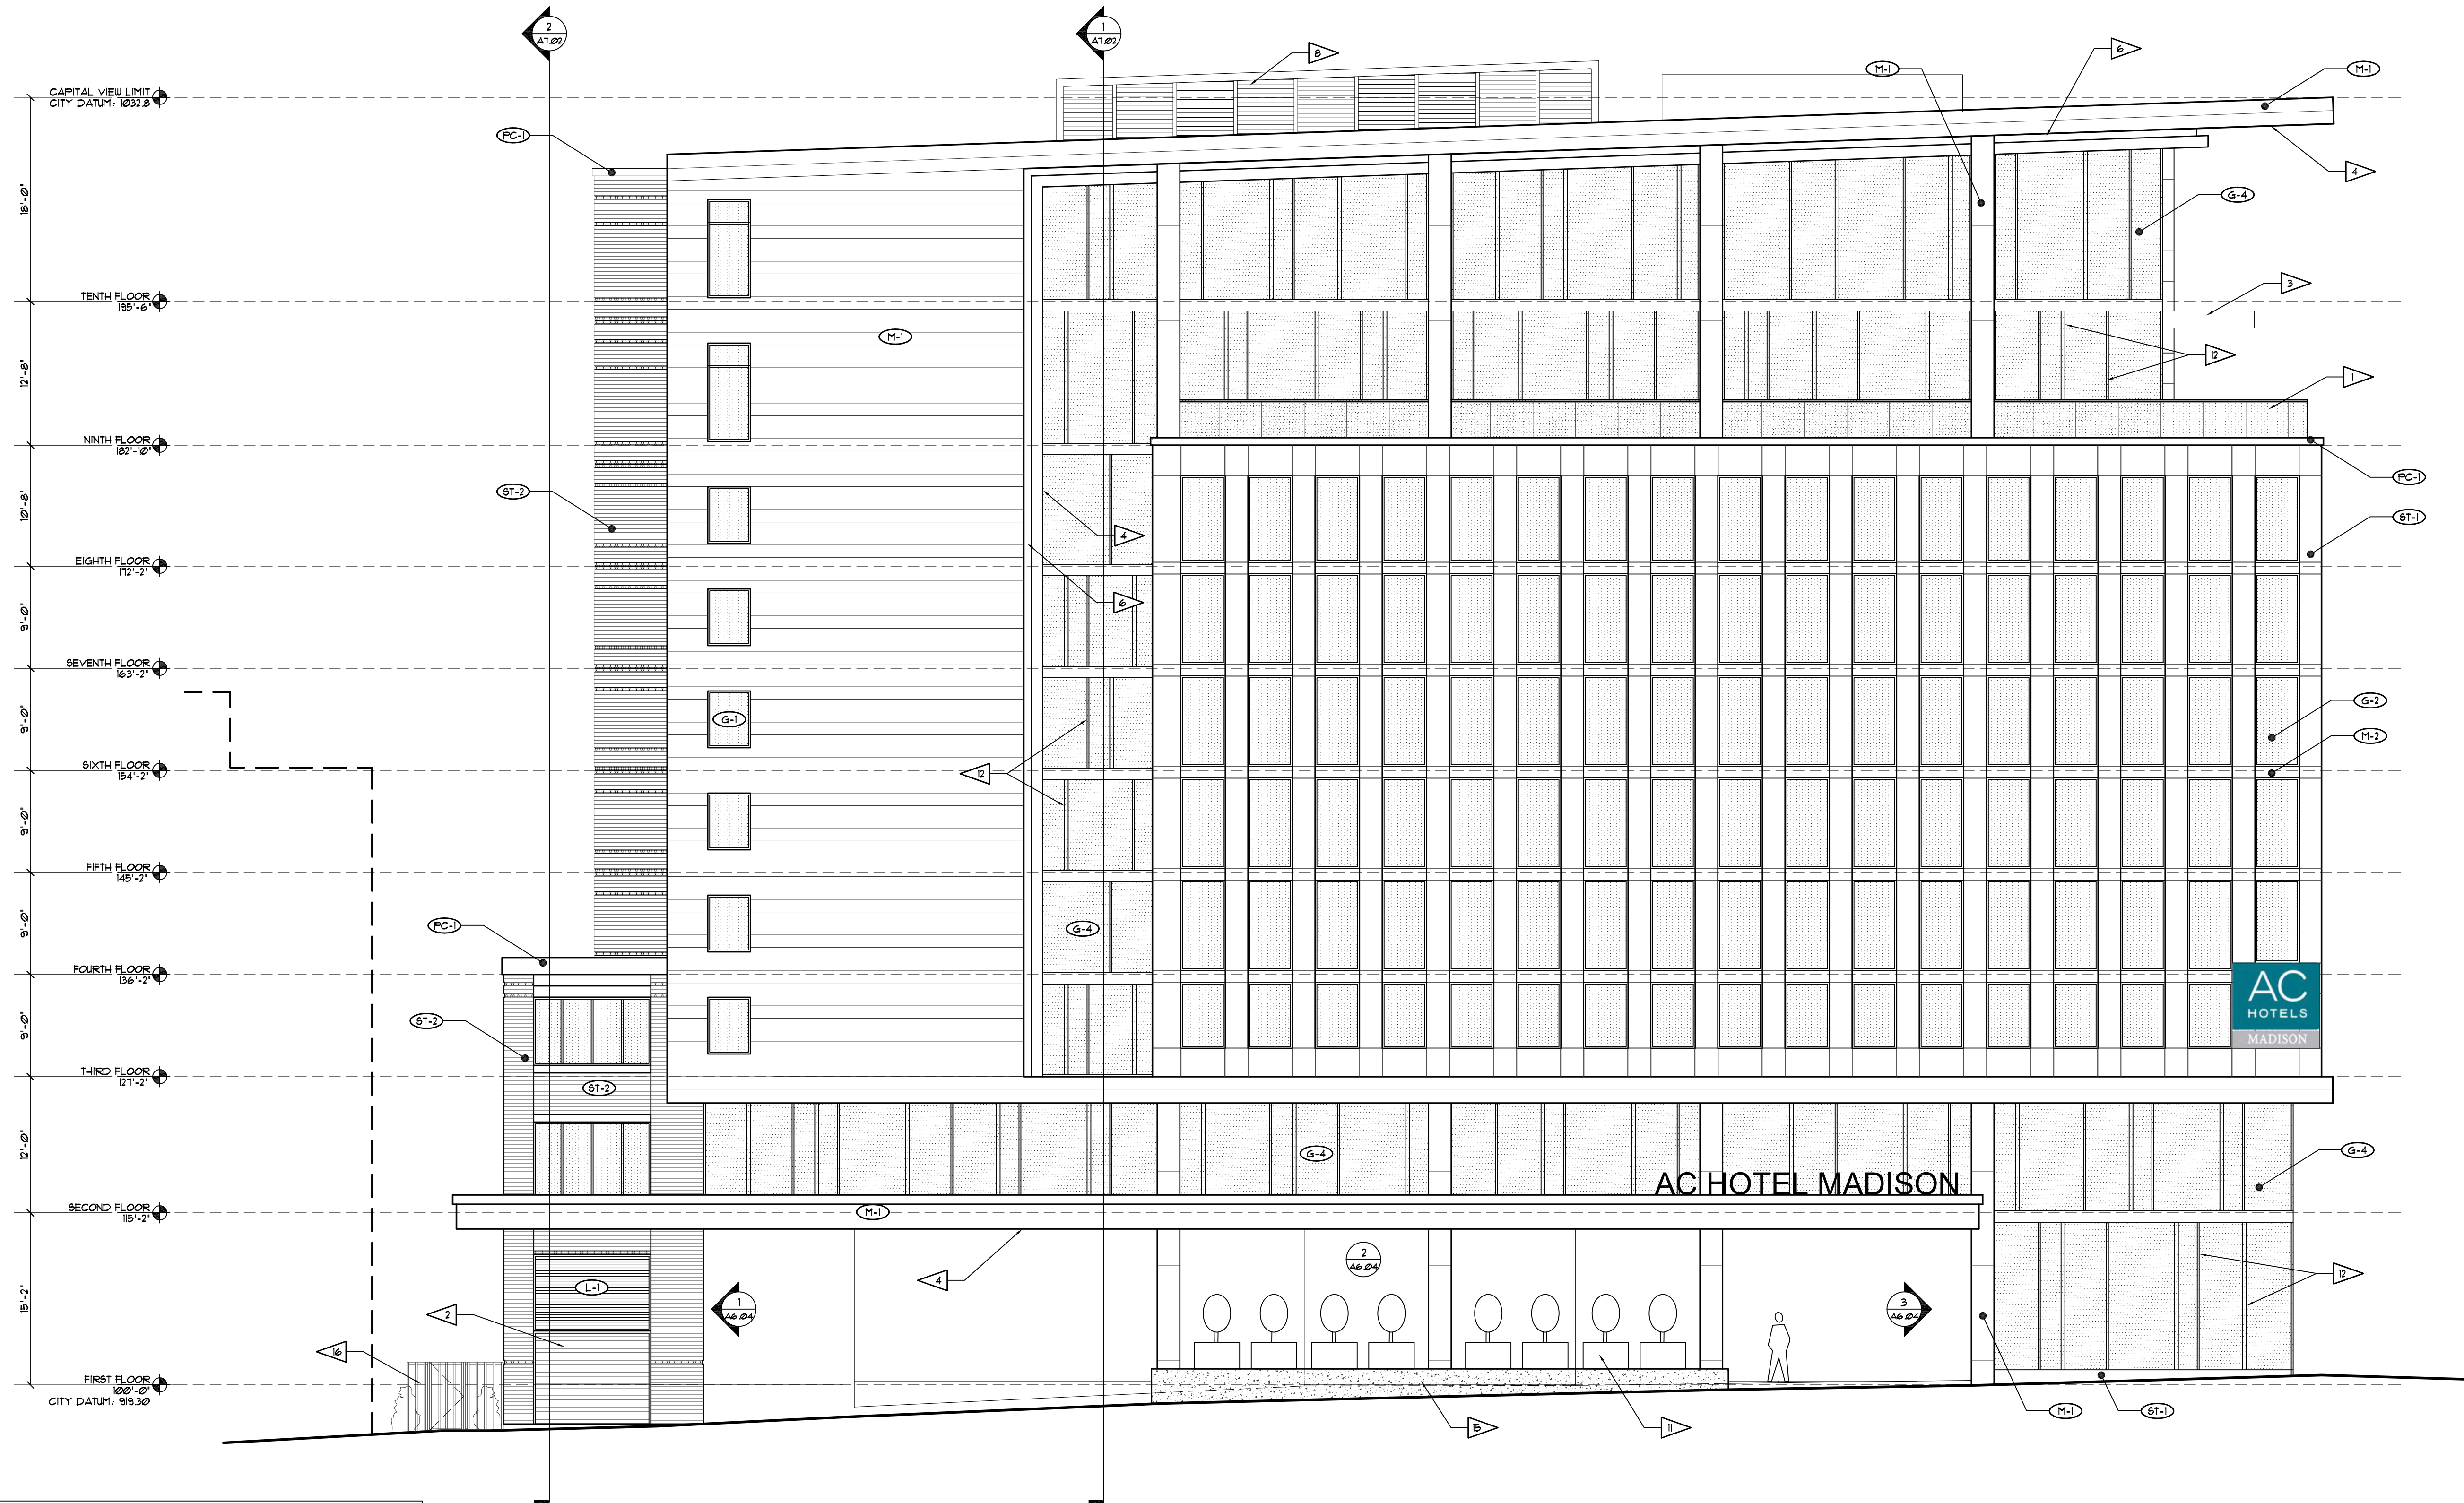 2
A7.02
1
A7.02
8
6
M-1
M-1
CAPITAL VIEW LIMIT
CITY DATUM: 1032.8
PC-1
4
18'-0"
G-4
3
TENTH FLOOR
195'-6"
M-1
12
12'-8"
1
NINTH FLOOR
182'-10"
PC-1
ST-2
10'-8"
ST-1
4
EIGHTH FLOOR
172'-2"
6
9'-0"
SEVENTH FLOOR
163'-2"
G-2
G-1
9'-0"
M-2
SIXTH FLOOR
154'-2"
12
9'-0"
FIFTH FLOOR
145'-2"
PC-1
G-4
9'-0"
FOURTH FLOOR
136'-2"
AC
HOTELS
MADISON
ST-2
9'-0"
THIRD FLOOR
127'-2"
ST-2
12'-0"
G-4
G-4
AC HOTEL MADISON
SECOND FLOOR
115'-2"
M-1
2
A6.04
12
4
L-1
15'-2"
1
A6.04
3
A6.04
2
16
FIRST FLOOR
100'-0"
CITY DATUM: 919.30
M-1
ST-1
15
11